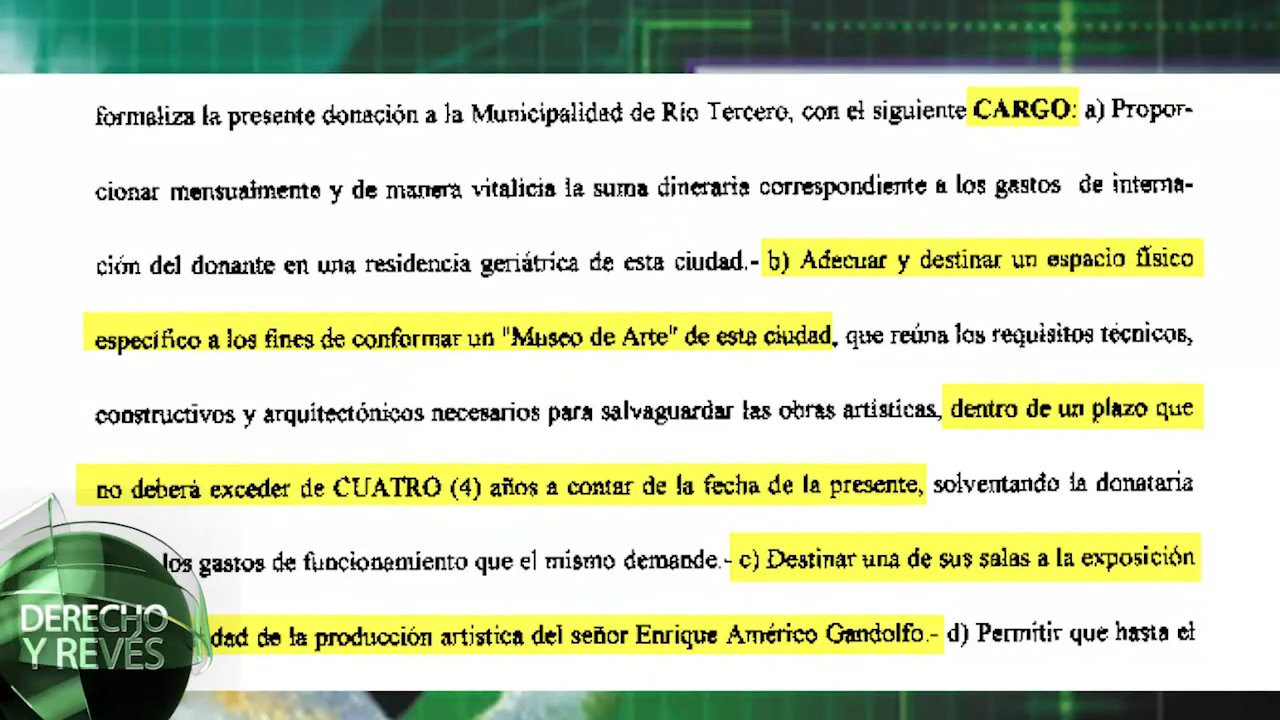 formaliza la presente donación a la Municipalidad de Río Tercero, con el siguiente CARGO: a) Propor-
cionar mensualmente y de manera vitalicia la suma dineraria correspondiente a los gastos de interna-
ción del donante en una residencia geriátrica de esta ciudad.- b) Adecuar y destinar un espacio físico
específico a los fines de conformar un "Museo de Arte" de esta ciudad, que reúna los requisitos técnicos,
constructivos y arquitectónicos necesarios para salvaguardar las obras artísticas, dentro de un plazo que
no deberá exceder de CUATRO (4) años a contar de la fecha de la presente, solventando la donataria
los gastos de funcionamiento que el mismo demande.- c) Destinar una de sus salas a la exposición
dad de la producción artística del señor Enrique Américo Gandolfo.- d) Permitir que hasta el
DERECHO
Y REVÉS